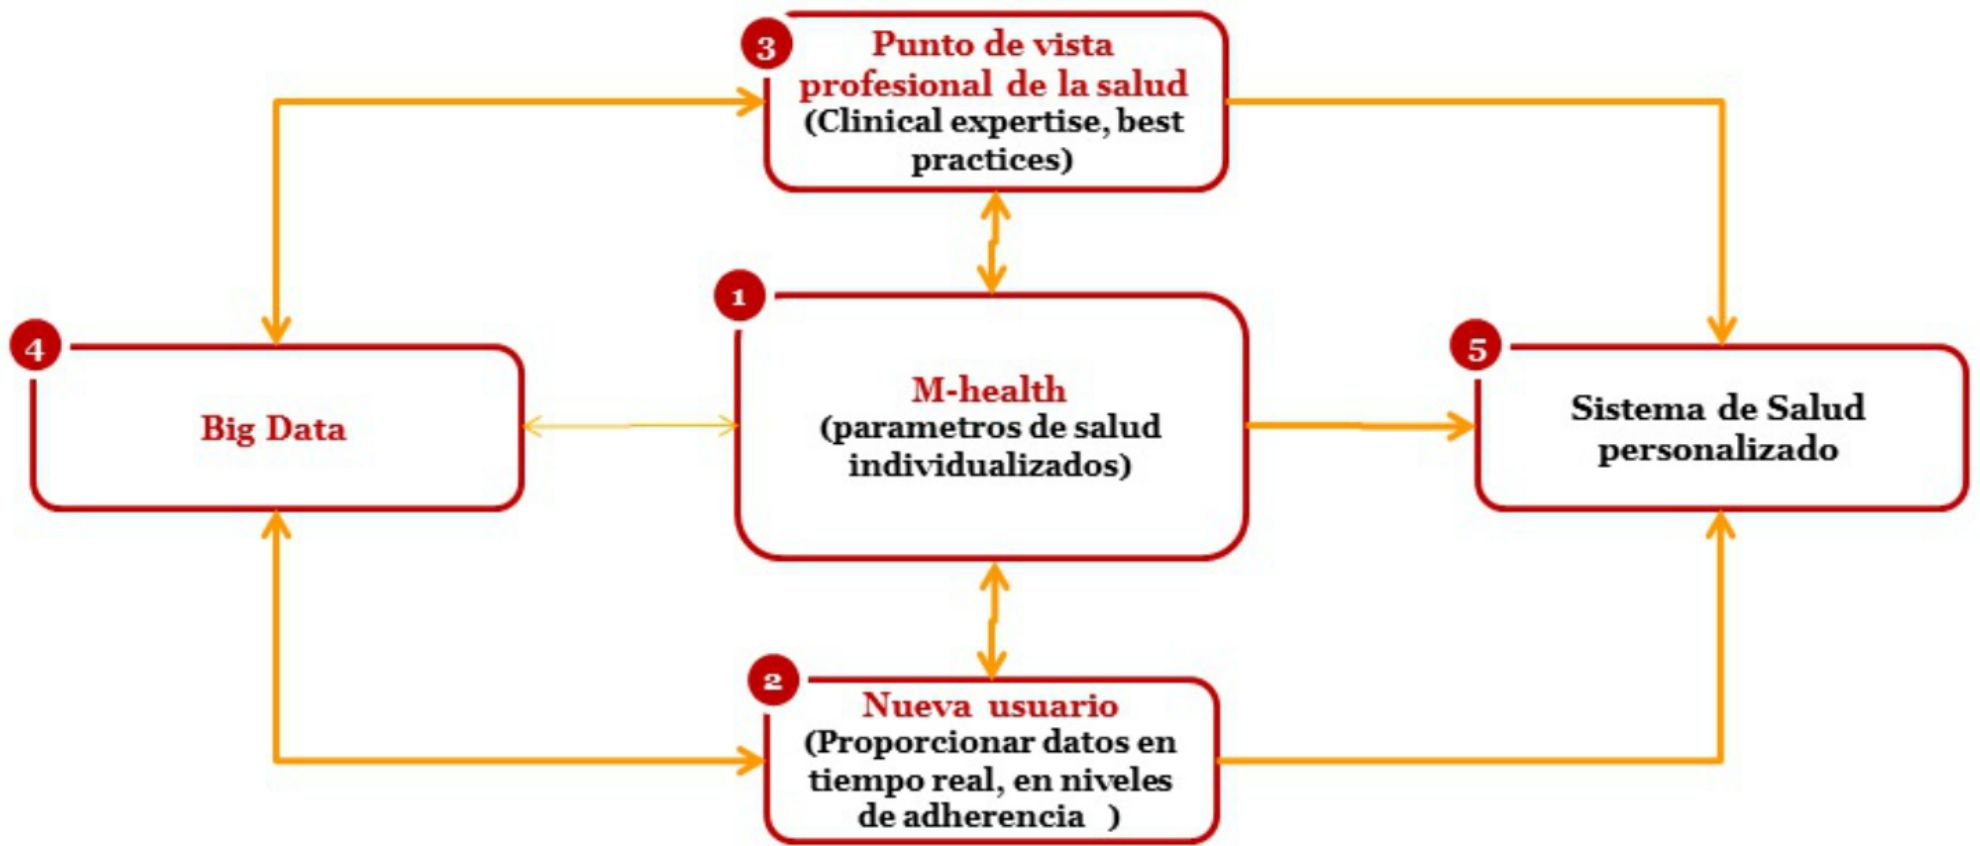 3
Punto de vista
profesional de la salud
(Clinical expertise, best
practices)
1
M-health
(parametros de salud
individualizados)
4
Big Data
5
Sistema de Salud
personalizado
2
Nueva usuario
(Proporcionar datos en
tiempo real, en niveles
de adherencia )